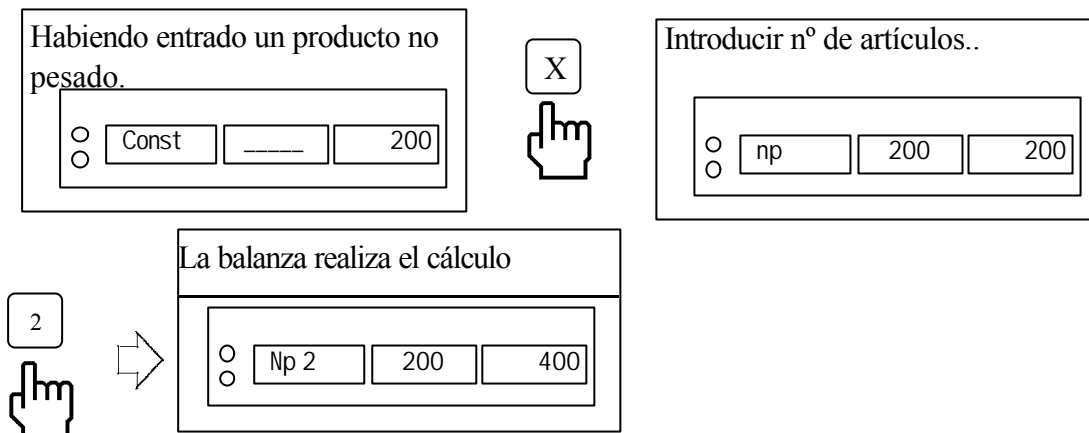 Habiendo entrado un producto no
pesado.
Const _____ 200
X
Introducir nº de artículos..
np 200 200
2
La balanza realiza el cálculo
Np 2 200 400